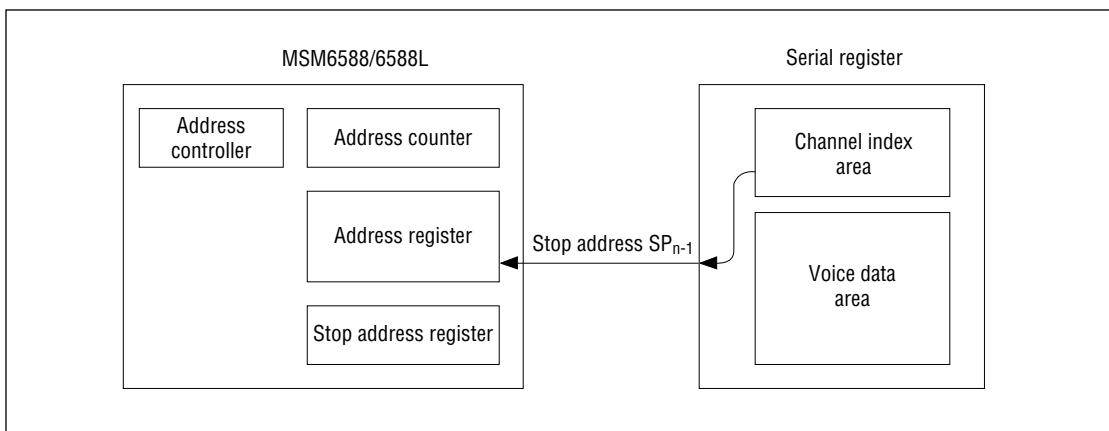 MSM6588/6588L
Serial register
Address
controller
Address counter
Channel index
area
Address register
Stop address SPn-1
Voice data
area
Stop address register